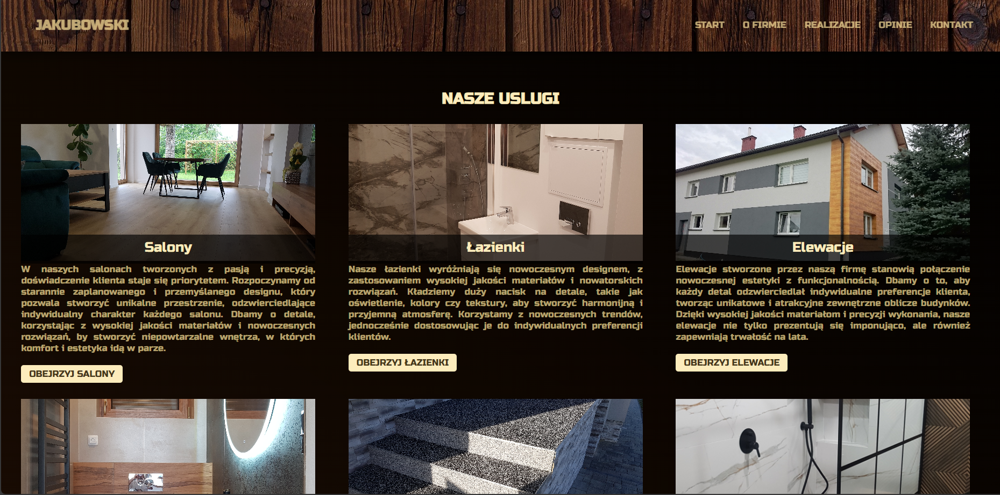 JAKUBOWSKI
START
O FIRMIE
REALIZACJE
OPINIE
KONTAKT
NASZE USLUGI
Salony
W naszych salonach tworzonych z pasją i precyzją,
doświadczenie klienta staje się priorytetem. Rozpoczynamy od
starannie zaplanowanego i przemyślanego designu, który
pozwala stworzyć unikalne przestrzenie, odzwierciedlające
indywidualny charakter każdego salonu. Dbamy o detale,
korzystając z wysokiej jakości materiałów i nowoczesnych
rozwiązań, by stworzyć niepowtarzalne wnętrza, w których
komfort i estetyka idą w parze.
OBEJRZYJ SALONY
Łazienki
Nasze łazienki wyróżniają się nowoczesnym designem, z
zastosowaniem wysokiej jakości materiałów i nowatorskich
rozwiązań. Kładziemy duży nacisk na detale, takie jak
oświetlenie, kolory czy tekstury, aby stworzyć harmonijną i
przyjemną atmosferę. Korzystamy z nowoczesnych trendów,
jednocześnie dostosowując je do indywidualnych preferencji
klientów.
OBEJRZYJ ŁAZIENKI
Elewacje
Elewacje stworzone przez naszą firmę stanowią połączenie
nowoczesnej estetyki z funkcjonalnością. Dbamy o to, aby
każdy detal odzwierciedlał indywidualne preferencje klienta,
tworząc unikatowe i atrakcyjne zewnętrzne oblicze budynków.
Dzięki wysokiej jakości materiałom i precyzji wykonania, nasze
elewacje nie tylko prezentują się imponująco, ale również
zapewniają trwałość na lata.
OBEJRZYJ ELEWACJE